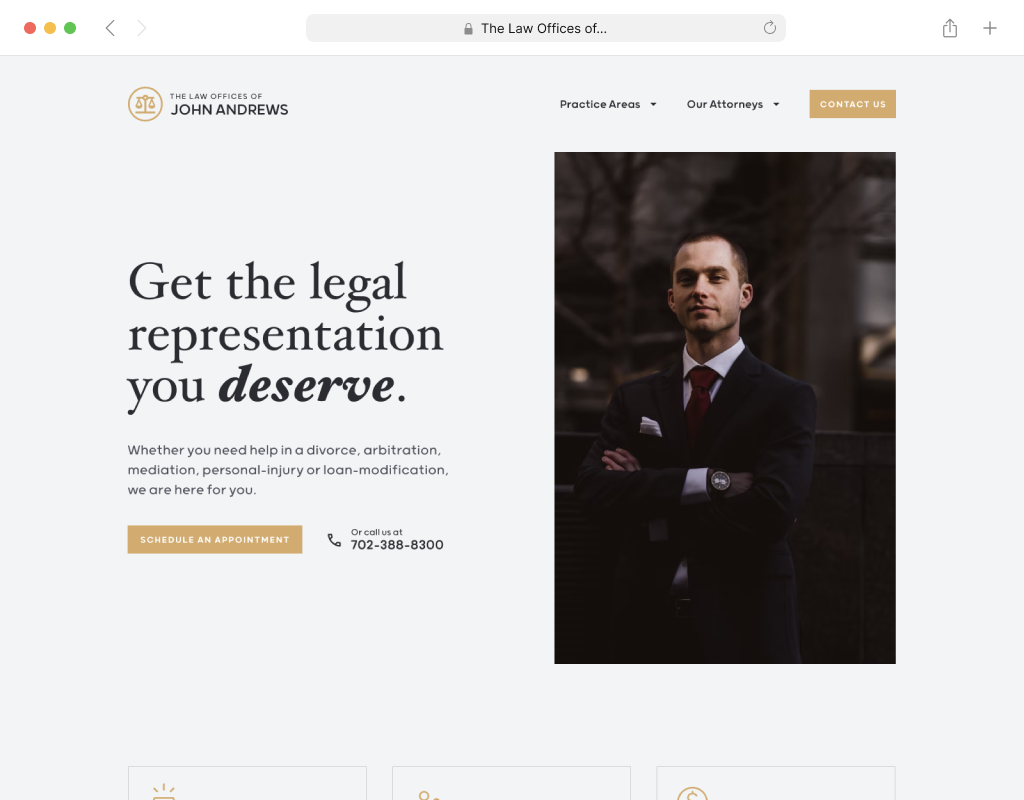 The Law Offices of...
THE LAW OFFICES OF
JOHN ANDREWS
Practice Areas
Our Attorneys
CONTACT US
Get the legal
representation
you deserve.
Whether you need help in a divorce, arbitration,
mediation, personal-injury or loan-modification,
we are here for you.
SCHEDULE AN APPOINTMENT
Or call us at
702-388-8300